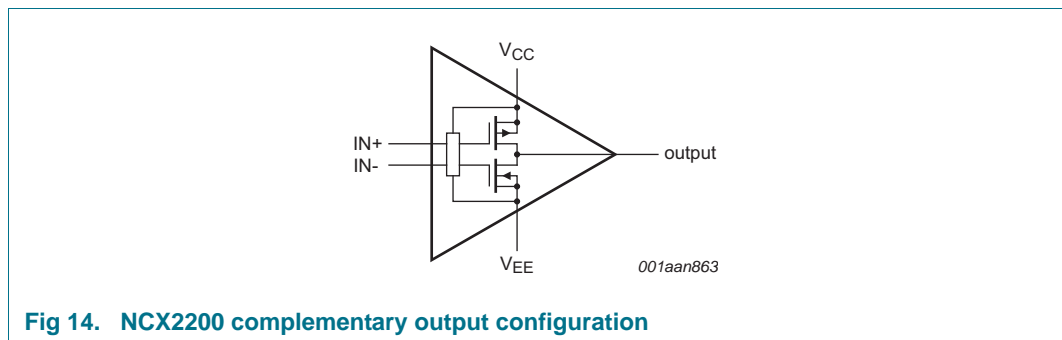 VCC
IN+
IN-
output
VEE
001aan863
Fig 14. NCX2200 complementary output configuration